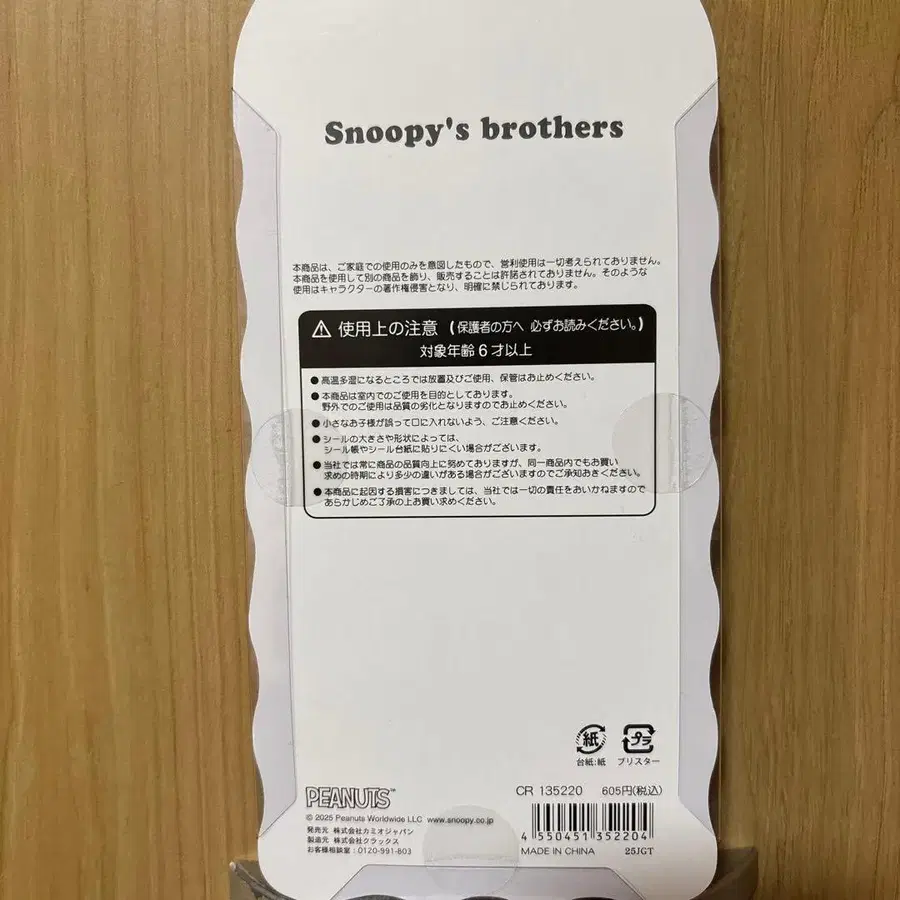 Snoopy's brothers
本商品は、ご家庭での使用のみを意図したもので、営利使用は一切考えられておりません。
本商品を使用して別の商品を飾り、販売することは許諾されておりません。そのような
使用はキャラクターの著作権侵害となり、明確に禁じられております。
使用上の注意(保護者の方へ 必ずお読みください。)
対象年齢6才以上
●高温多湿になるところでは放置及びご使用、保管はお止めください。
●本商品は室内でのご使用を目的としております。
野外でのご使用は品質の劣化となりますのでお止めください。
●小さなお子様が誤って口に入れないよう、ご注意ください。
●シールの大きさや形状によっては、
シール帳やシール台紙に貼りにくい場合がございます。
●当社では常に商品の品質向上に努めておりますが、同一商品内でもお買い
求めの時期により多少の違いがある場合がございますのでご承知おきください。
●本商品に起因する損害につきましては、当社では一切の責任をおいかねますので
あらかじめご了承の上お買い求めください。
紙 プラ
台紙:紙 ブリスター
PEANUTS™
CR 135220 605円(税込)
© 2025 Peanuts Worldwide LLC www.snoopy.co.jp
発売元 株式会社カミオジャパン
製造元 株式会社クラックス
お客様相談室:0120-991-803
4 550451 352204
MADE IN CHINA 25JGT